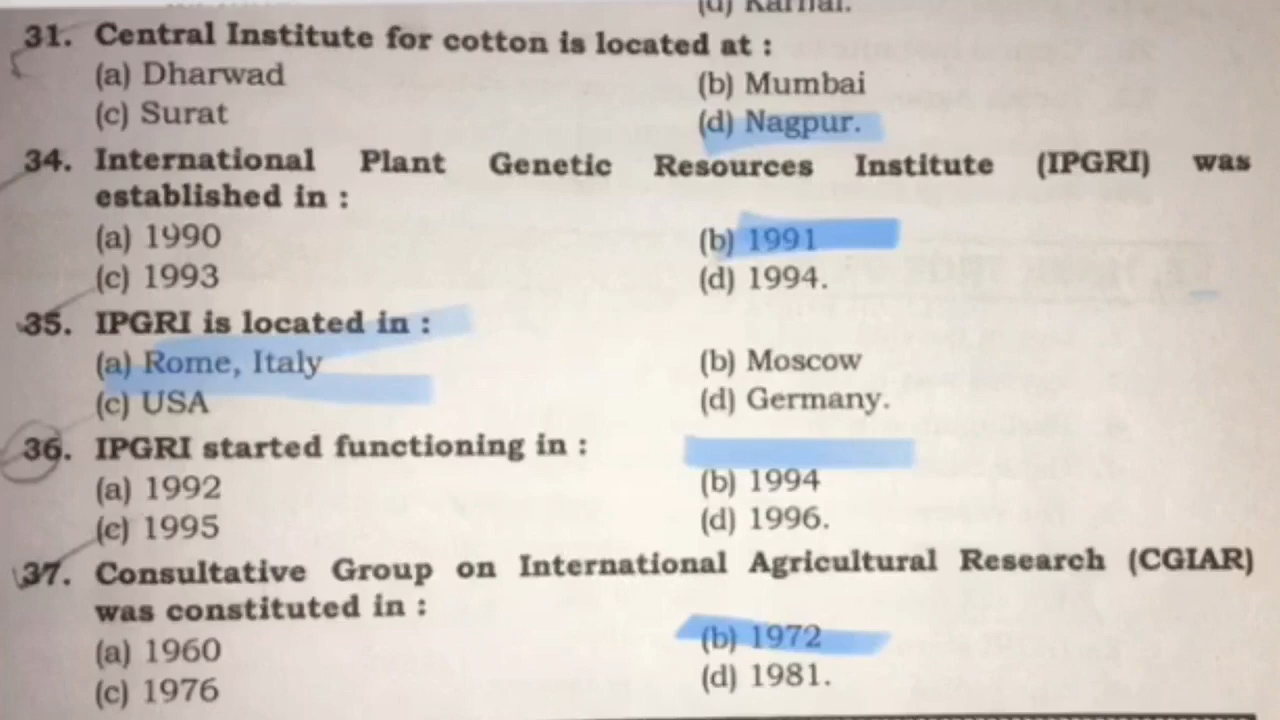 (d) Karnal.
31. Central Institute for cotton is located at :
(a) Dharwad (b) Mumbai
(c) Surat (d) Nagpur.
34. International Plant Genetic Resources Institute (IPGRI) was
established in :
(a) 1990 (b) 1991
(c) 1993 (d) 1994.
35. IPGRI is located in :
(a) Rome, Italy (b) Moscow
(c) USA (d) Germany.
36. IPGRI started functioning in :
(a) 1992 (b) 1994
(c) 1995 (d) 1996.
37. Consultative Group on International Agricultural Research (CGIAR)
was constituted in :
(a) 1960 (b) 1972
(c) 1976 (d) 1981.